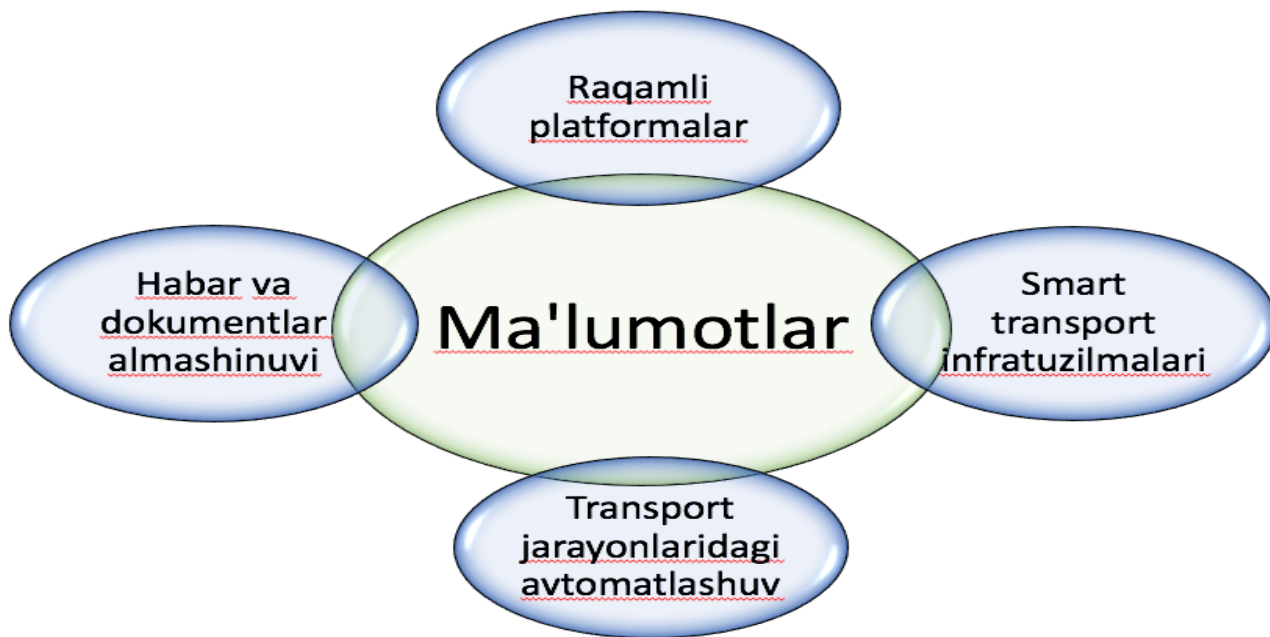 Raqamli
platformalar
Habar va
dokumentlar
almashinuvi
Ma'lumotlar
Smart
transport
infratuzilmalari
Transport
jarayonlaridagi
avtomatlashuv